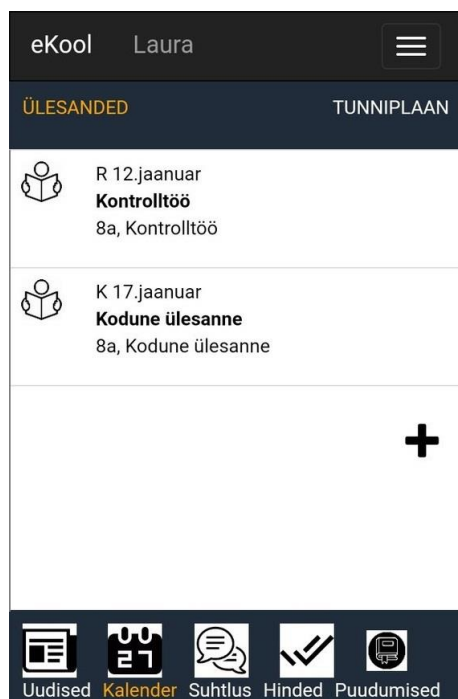 eKool Laura
ÜLESANDED TUNNIPLAAN
R 12.jaanuar
Kontrolltöö
8a, Kontrolltöö
K 17.jaanuar
Kodune ülesanne
8a, Kodune ülesanne
Uudised Kalender Suhtlus Hinded Puudumised